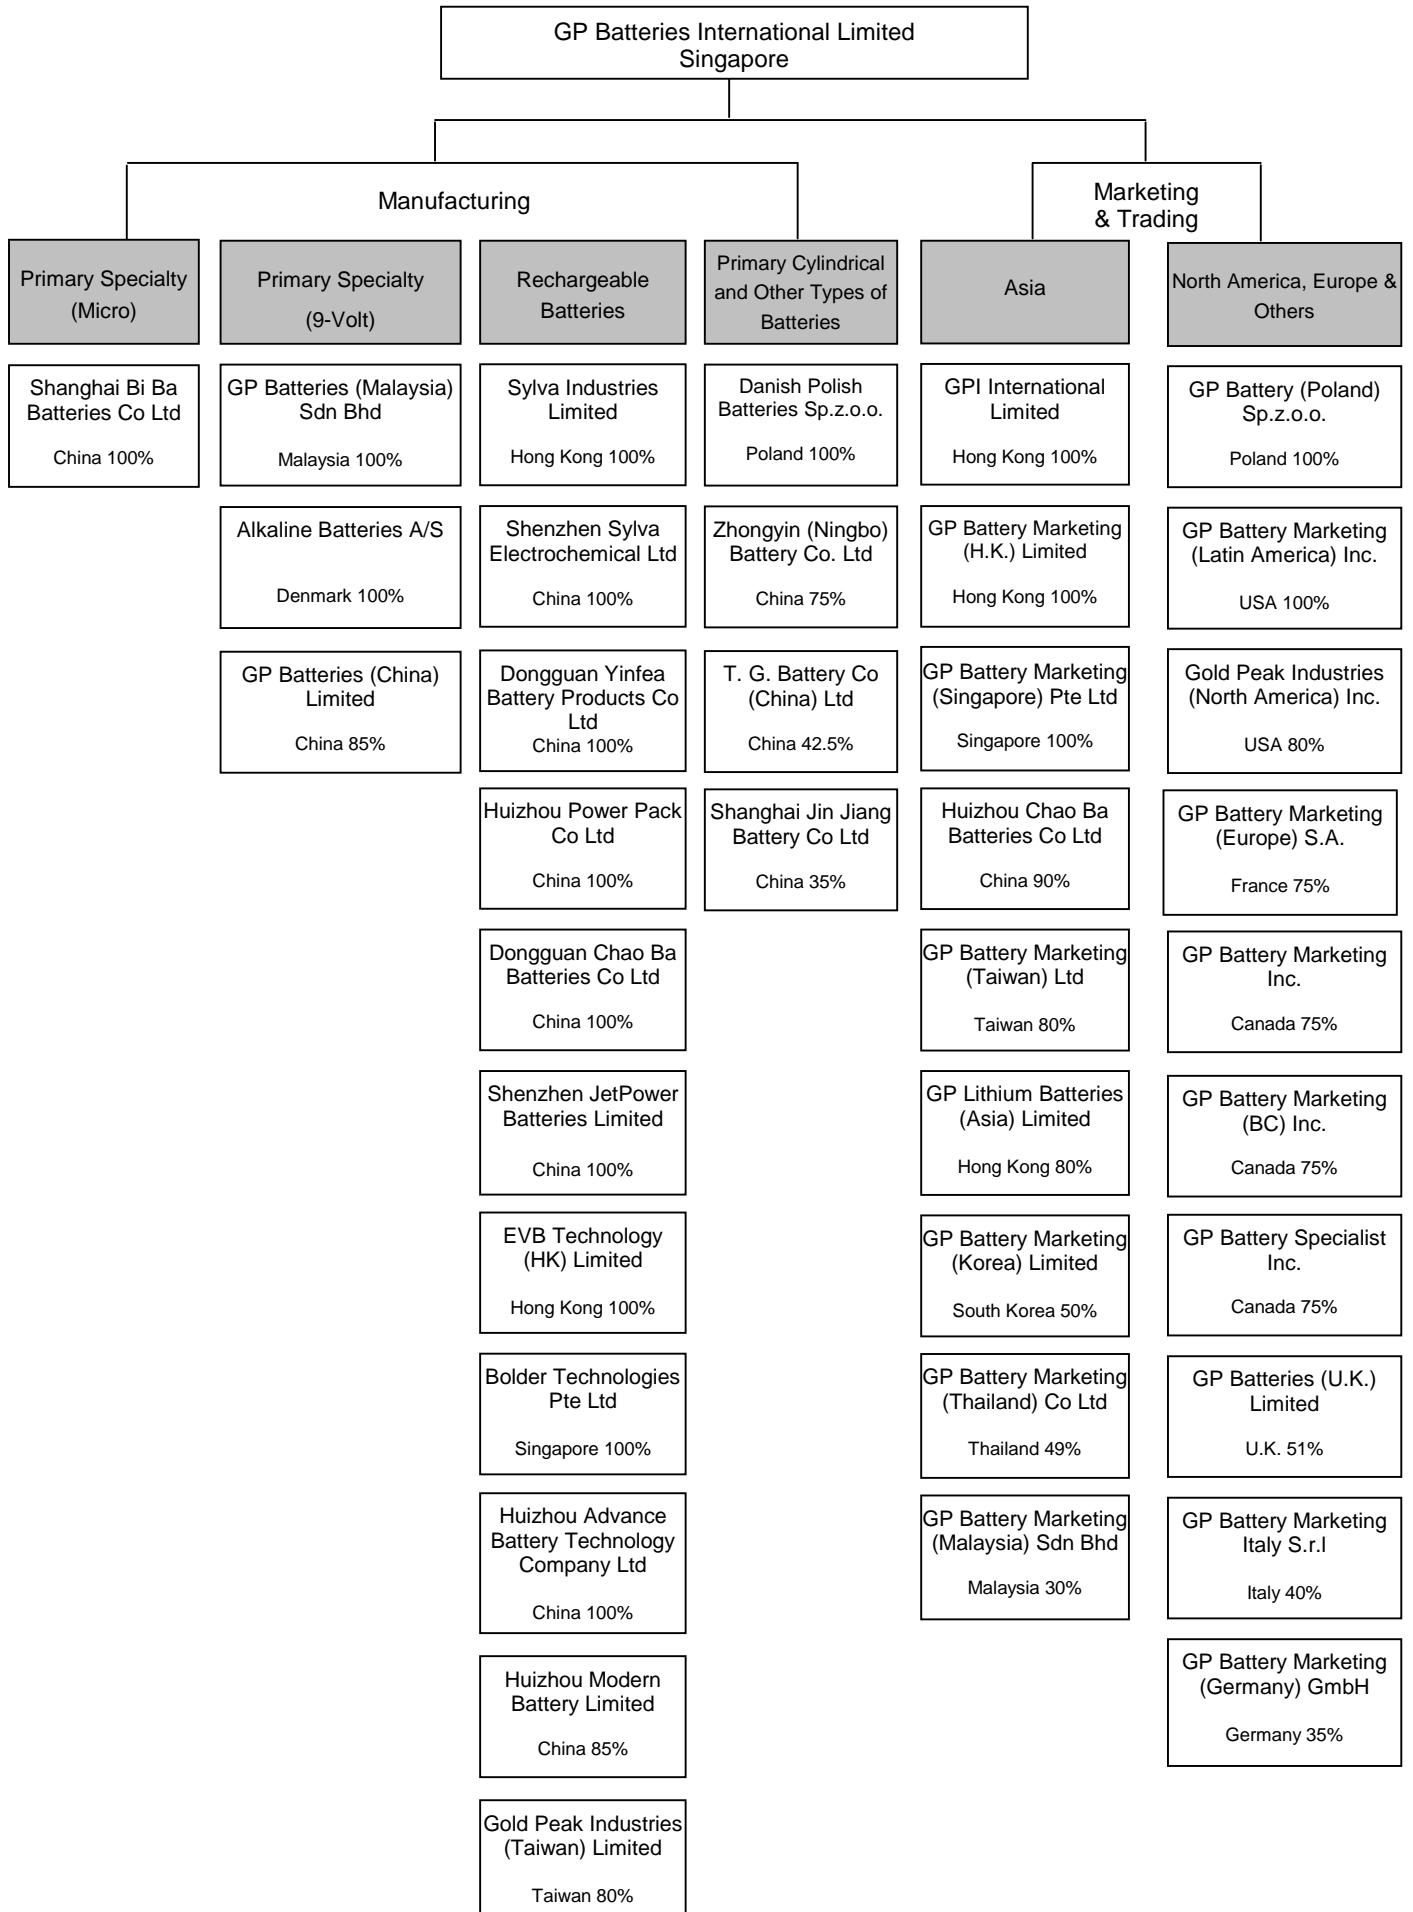 GP Batteries International Limited
Singapore
Manufacturing
Marketing
& Trading
Primary Specialty
(Micro)
Shanghai Bi Ba
Batteries Co Ltd
China 100%
Primary Specialty
(9-Volt)
GP Batteries (Malaysia)
Sdn Bhd
Malaysia 100%
Alkaline Batteries A/S
Denmark 100%
GP Batteries (China)
Limited
China 85%
Rechargeable
Batteries
Sylva Industries
Limited
Hong Kong 100%
Shenzhen Sylva
Electrochemical Ltd
China 100%
Dongguan Yinfea
Battery Products Co
Ltd
China 100%
Huizhou Power Pack
Co Ltd
China 100%
Dongguan Chao Ba
Batteries Co Ltd
China 100%
Shenzhen JetPower
Batteries Limited
China 100%
EVB Technology
(HK) Limited
Hong Kong 100%
Bolder Technologies
Pte Ltd
Singapore 100%
Huizhou Advance
Battery Technology
Company Ltd
China 100%
Huizhou Modern
Battery Limited
China 85%
Gold Peak Industries
(Taiwan) Limited
Taiwan 80%
Primary Cylindrical
and Other Types of
Batteries
Danish Polish
Batteries Sp.z.o.o.
Poland 100%
Zhongyin (Ningbo)
Battery Co. Ltd
China 75%
T. G. Battery Co
(China) Ltd
China 42.5%
Shanghai Jin Jiang
Battery Co Ltd
China 35%
Asia
GPI International
Limited
Hong Kong 100%
GP Battery Marketing
(H.K.) Limited
Hong Kong 100%
GP Battery Marketing
(Singapore) Pte Ltd
Singapore 100%
Huizhou Chao Ba
Batteries Co Ltd
China 90%
GP Battery Marketing
(Taiwan) Ltd
Taiwan 80%
GP Lithium Batteries
(Asia) Limited
Hong Kong 80%
GP Battery Marketing
(Korea) Limited
South Korea 50%
GP Battery Marketing
(Thailand) Co Ltd
Thailand 49%
GP Battery Marketing
(Malaysia) Sdn Bhd
Malaysia 30%
North America, Europe &
Others
GP Battery (Poland)
Sp.z.o.o.
Poland 100%
GP Battery Marketing
(Latin America) Inc.
USA 100%
Gold Peak Industries
(North America) Inc.
USA 80%
GP Battery Marketing
(Europe) S.A.
France 75%
GP Battery Marketing
Inc.
Canada 75%
GP Battery Marketing
(BC) Inc.
Canada 75%
GP Battery Specialist
Inc.
Canada 75%
GP Batteries (U.K.)
Limited
U.K. 51%
GP Battery Marketing
Italy S.r.l
Italy 40%
GP Battery Marketing
(Germany) GmbH
Germany 35%